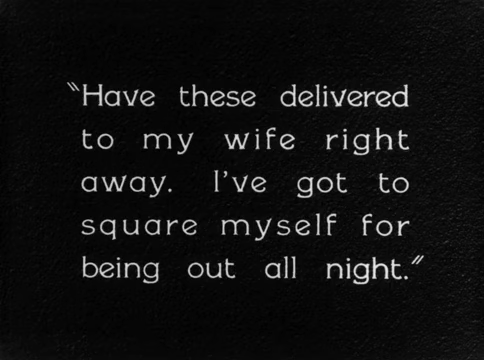 "Have these delivered
to my wife right
away. I've got to
square myself for
being out all night."